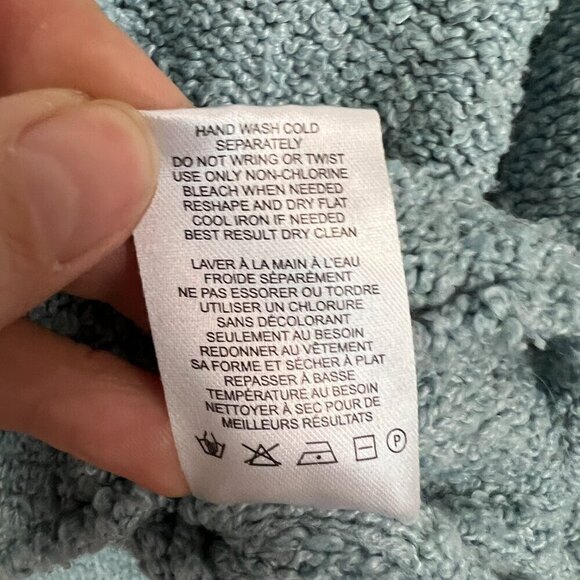 HAND WASH COLD
SEPARATELY
DO NOT WRING OR TWIST
USE ONLY NON-CHLORINE
BLEACH WHEN NEEDED
RESHAPE AND DRY FLAT
COOL IRON IF NEEDED
BEST RESULT DRY CLEAN
LAVER À LA MAIN À L'EAU
FROIDE SÉPARÉMENT
NE PAS ESSORER OU TORDRE
UTILISER UN CHLORURE
SANS DÉCOLORANT
SEULEMENT AU BESOIN
REDONNER AU VÊTEMENT
SA FORME ET SÉCHER À PLAT
REPASSER À BASSE
TEMPÉRATURE AU BESOIN
NETTOYER À SEC POUR DE
MEILLEURS RÉSULTATS
P